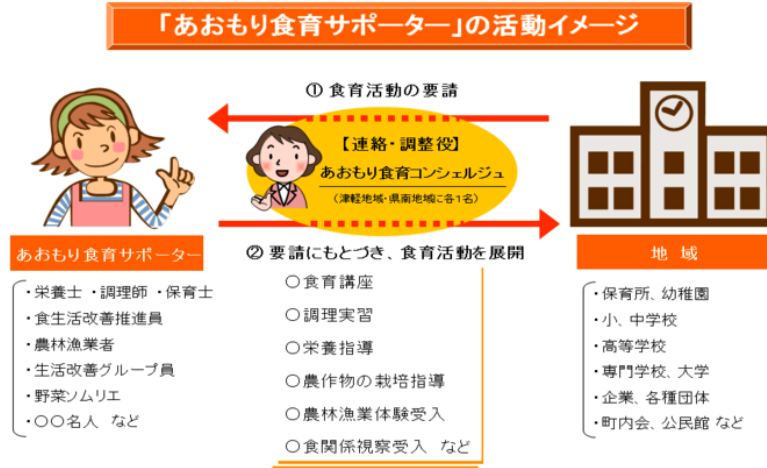 「あおもり食育サポーター」の活動イメージ
① 食育活動の要請
【連絡・調整役】
あおもり食育コンシェルジュ
（津軽地域・県南地域に各1名）
② 要請にもとづき、食育活動を展開
あおもり食育サポーター
・栄養士 ・調理師 ・保育士
・食生活改善推進員
・農林漁業者
・生活改善グループ員
・野菜ソムリエ
・〇〇名人 など
〇食育講座
〇調理実習
〇栄養指導
〇農作物の栽培指導
〇農林漁業体験受入
〇食関係視察受入 など
地 域
・保育所、幼稚園
・小、中学校
・高等学校
・専門学校、大学
・企業、各種団体
・町内会、公民館 など